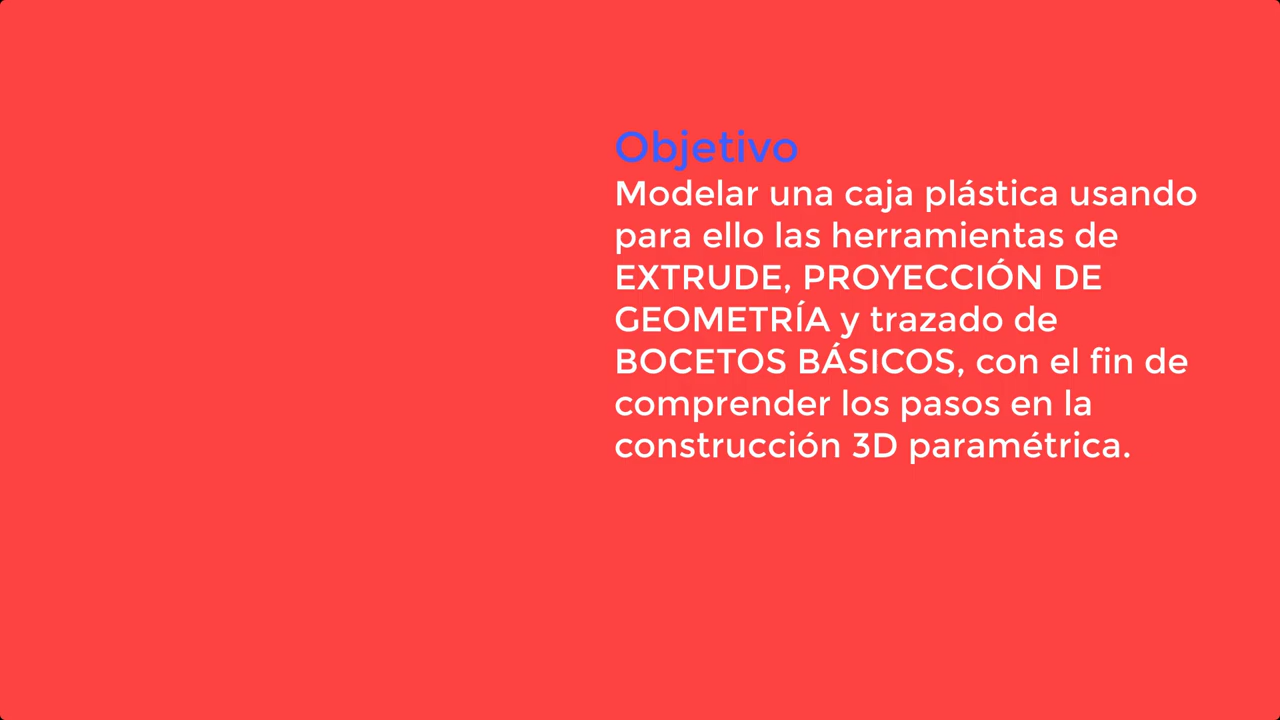 Objetivo
Modelar una caja plástica usando
para ello las herramientas de
EXTRUDE, PROYECCIÓN DE
GEOMETRÍA y trazado de
BOCETOS BÁSICOS, con el fin de
comprender los pasos en la
construcción 3D paramétrica.